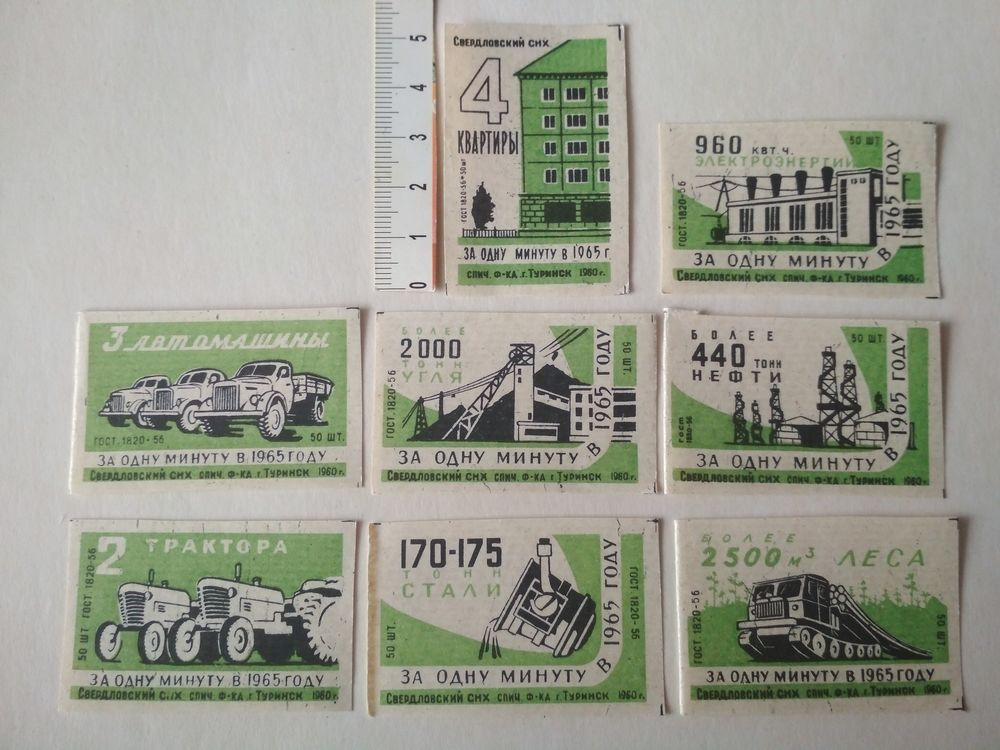 5
4
3
2
1
0
Свердловский СНХ
4
КВАРТИРЫ
ГОСТ 1820-56 • 50 шт
ЗА ОДНУ МИНУТУ В 1965 г
СПИЧ. Ф-КА .г. ТУРИНСК 1960 г.
960 КВТ. Ч.
ЭЛЕКТРОЭНЕРГИИ
50 ШТ
ГОСТ. 1820-56
ЗА ОДНУ МИНУТУ
В 1965 ГОДУ
Свердловский СНХ СПИЧ. Ф-КА г. ТУРИНСК 1960 г.
3 АВТОМАШИНЫ
ГОСТ. 1820-56
50 ШТ.
ЗА ОДНУ МИНУТУ В 1965 ГОДУ
Свердловский СНХ СПИЧ. Ф-КА г. ТУРИНСК 1960 г.
БОЛЕЕ
2000
ТОНН
УГЛЯ
50 ШТ.
ГОСТ. 1820-56
ЗА ОДНУ МИНУТУ
В 1965 ГОДУ
Свердловский СНХ СПИЧ. Ф-КА г. ТУРИНСК 1960 г.
БОЛЕЕ
440 ТОНН
НЕФТИ
50 ШТ.
ГОСТ
1820-56
ЗА ОДНУ МИНУТУ
В 1965 ГОДУ
Свердловский СНХ СПИЧ. Ф-КА г. ТУРИНСК 1960 г.
2 ТРАКТОРА
50 ШТ ГОСТ 1820-56
ЗА ОДНУ МИНУТУ В 1965 ГОДУ
Свердловский СНХ СПИЧ. Ф-КА г. ТУРИНСК 1960 г.
170-175
ТОНН
СТАЛИ
50 ШТ.
ГОСТ 1820-56
ЗА ОДНУ МИНУТУ
В 1965 ГОДУ
Свердловский СНХ СПИЧ. Ф-КА г. ТУРИНСК 1960 г.
БОЛЕЕ
2500 м³ ЛЕСА
ГОСТ. 1820-56
50 ШТ.
ЗА ОДНУ МИНУТУ В 1965 ГОДУ
Свердловский СНХ СПИЧ. Ф-КА г. ТУРИНСК 1960 г.